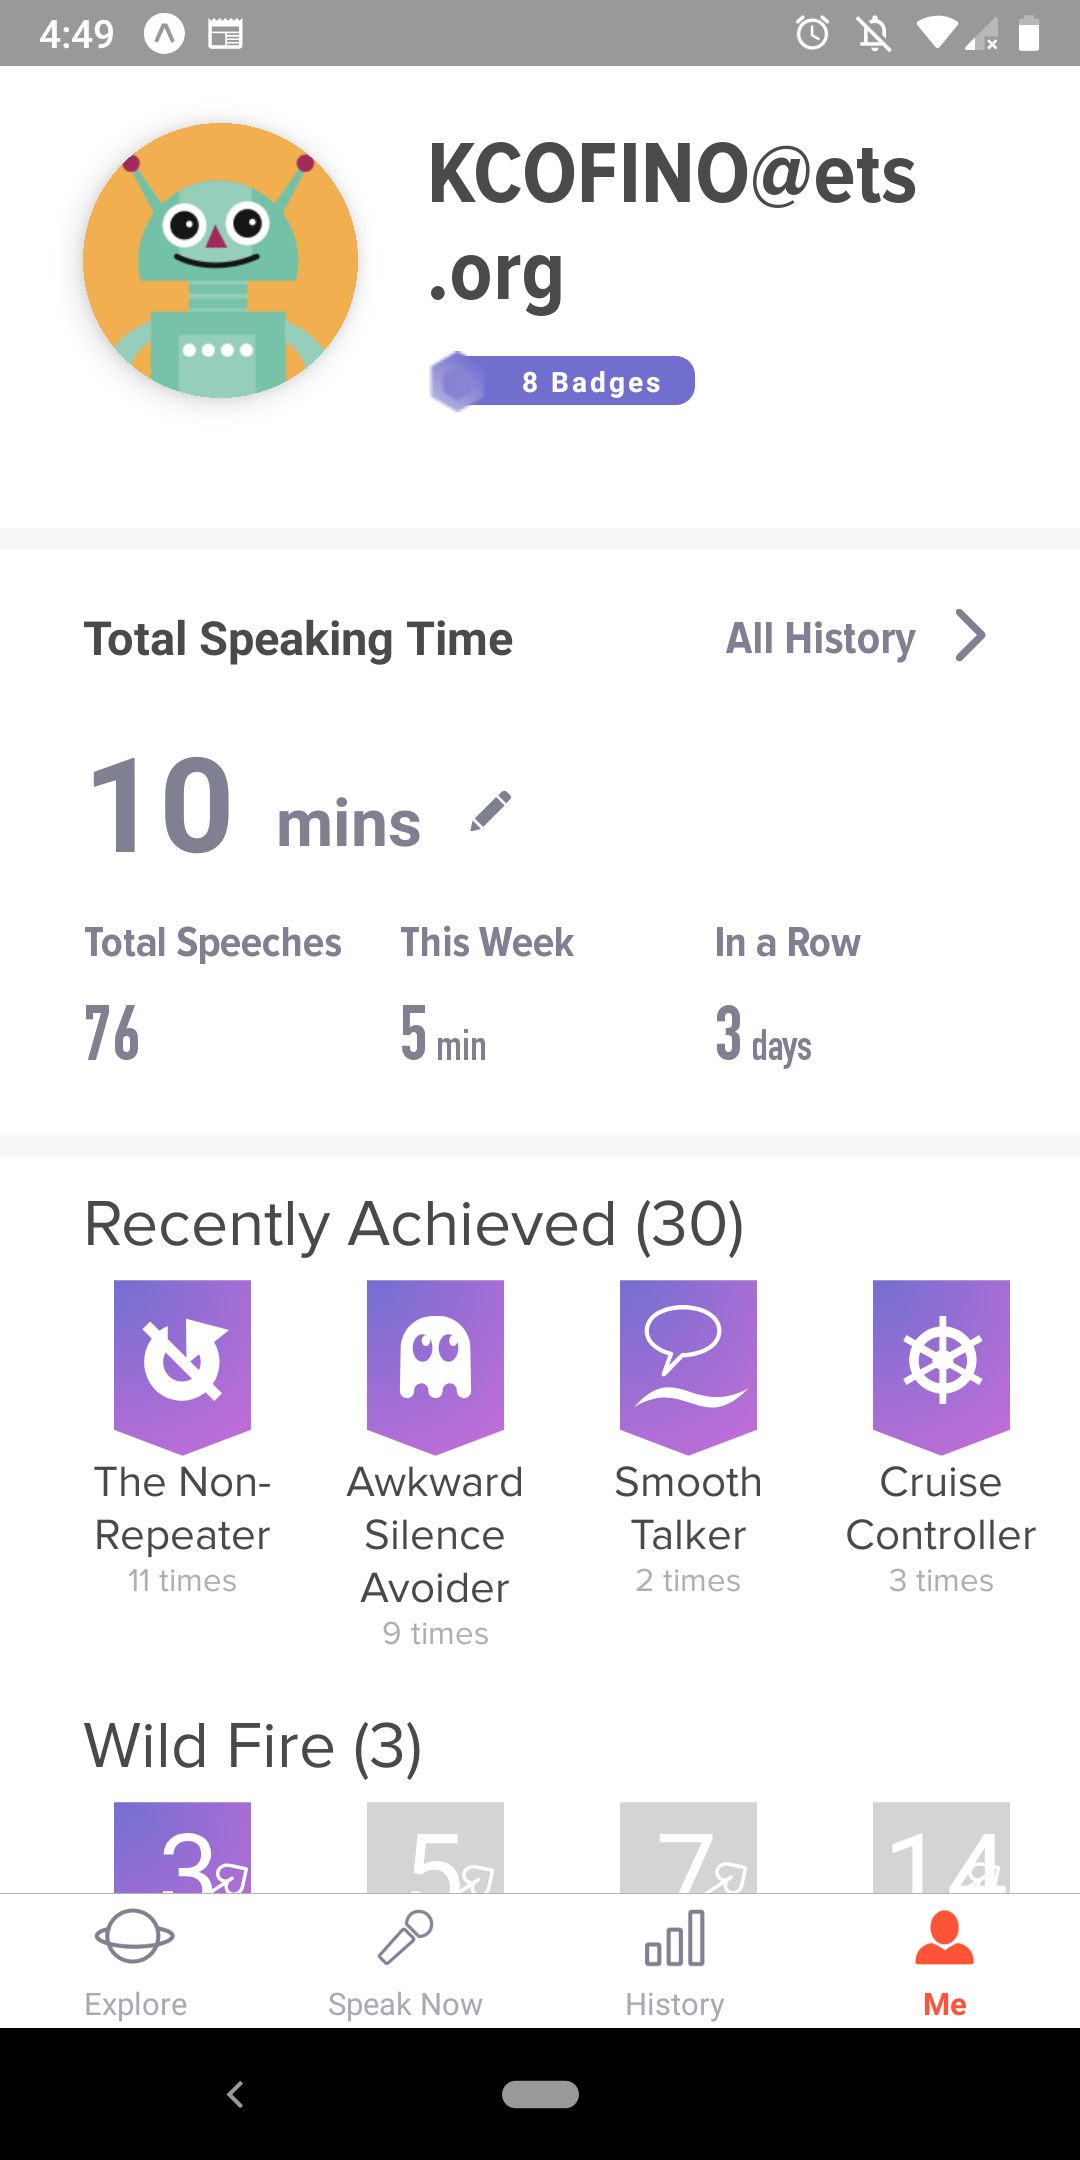 4:49
KCOFINO@ets
.org
8 Badges
Total Speaking Time
All History
10 mins
Total Speeches This Week In a Row
76 5 min 3 days
Recently Achieved (30)
The Non- Awkward Smooth Cruise
Repeater Silence Talker Controller
11 times Avoider 2 times 3 times
9 times
Wild Fire (3)
3 5 7 14
Explore Speak Now History Me